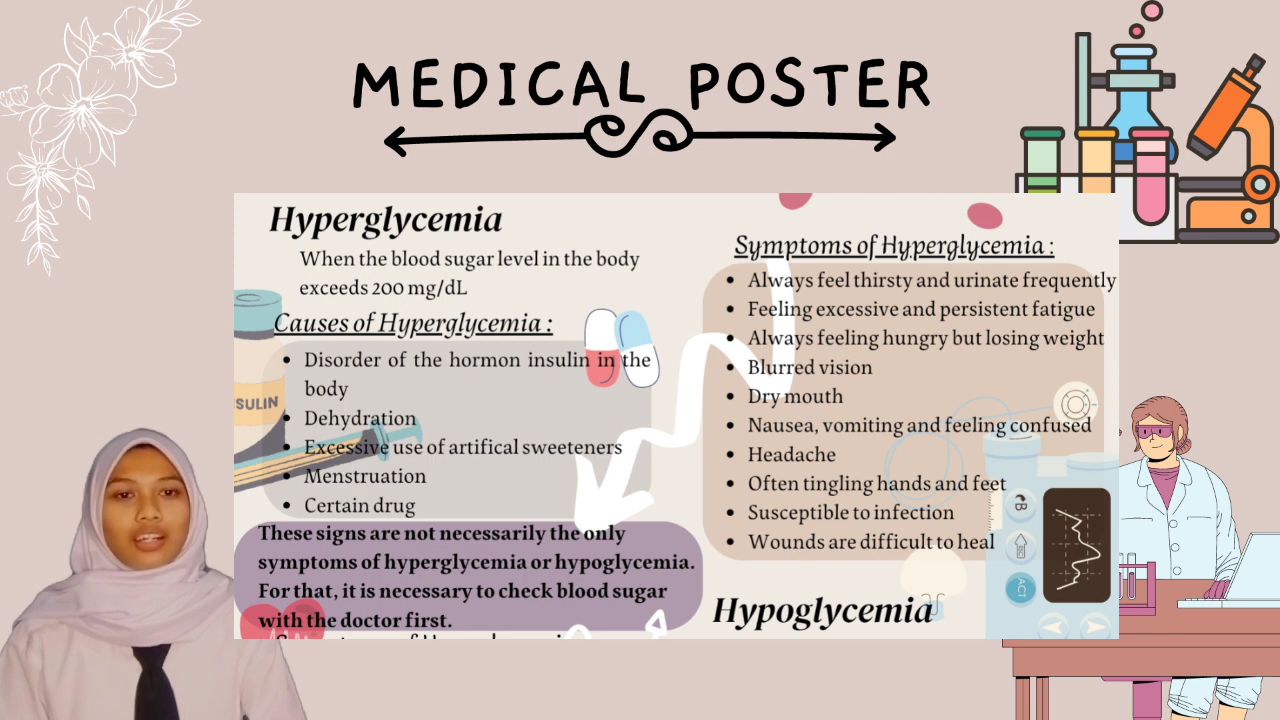 MEDICAL POSTER
Hyperglycemia
When the blood sugar level in the body
exceeds 200 mg/dL
Causes of Hyperglycemia :
• Disorder of the hormon insulin in the
body
• Dehydration
• Excessive use of artifical sweeteners
• Menstruation
• Certain drug
These signs are not necessarily the only
symptoms of hyperglycemia or hypoglycemia.
For that, it is necessary to check blood sugar
with the doctor first.
SULIN
Symptoms of Hyperglycemia :
• Always feel thirsty and urinate frequently
• Feeling excessive and persistent fatigue
• Always feeling hungry but losing weight
• Blurred vision
• Dry mouth
• Nausea, vomiting and feeling confused
• Headache
• Often tingling hands and feet
• Susceptible to infection
• Wounds are difficult to heal
Hypoglycemia
ACT